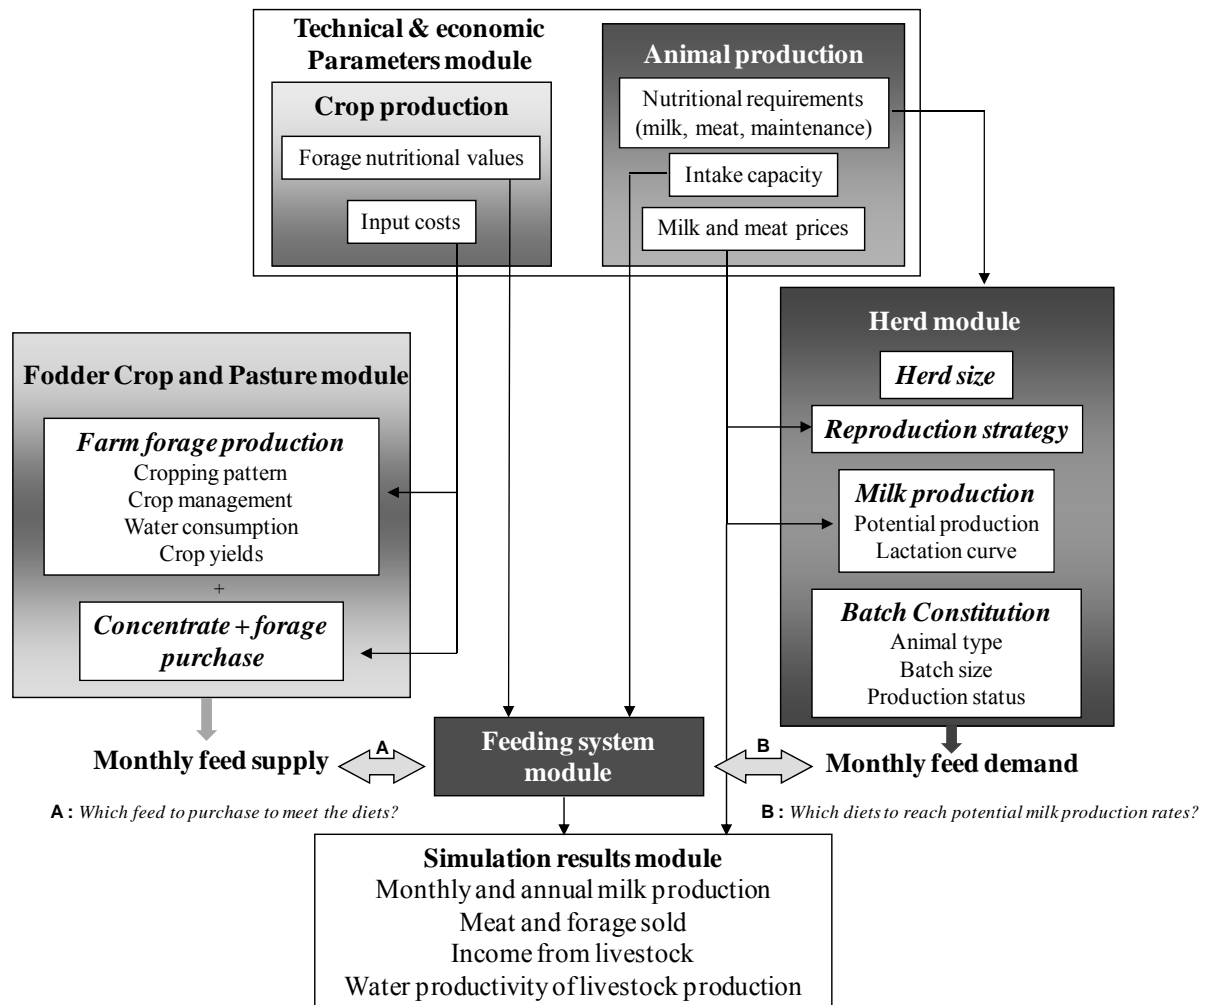 Technical & economic
Parameters module
Crop production
Forage nutritional values
Input costs
Animal production
Nutritional requirements
(milk, meat, maintenance)
Intake capacity
Milk and meat prices
Fodder Crop and Pasture module
Farm forage production
Cropping pattern
Crop management
Water consumption
Crop yields
+
Concentrate + forage
purchase
Herd module
Herd size
Reproduction strategy
Milk production
Potential production
Lactation curve
Batch Constitution
Animal type
Batch size
Production status
Monthly feed supply
A
Feeding system
module
B
Monthly feed demand
A : Which feed to purchase to meet the diets?
B : Which diets to reach potential milk production rates?
Simulation results module
Monthly and annual milk production
Meat and forage sold
Income from livestock
Water productivity of livestock production